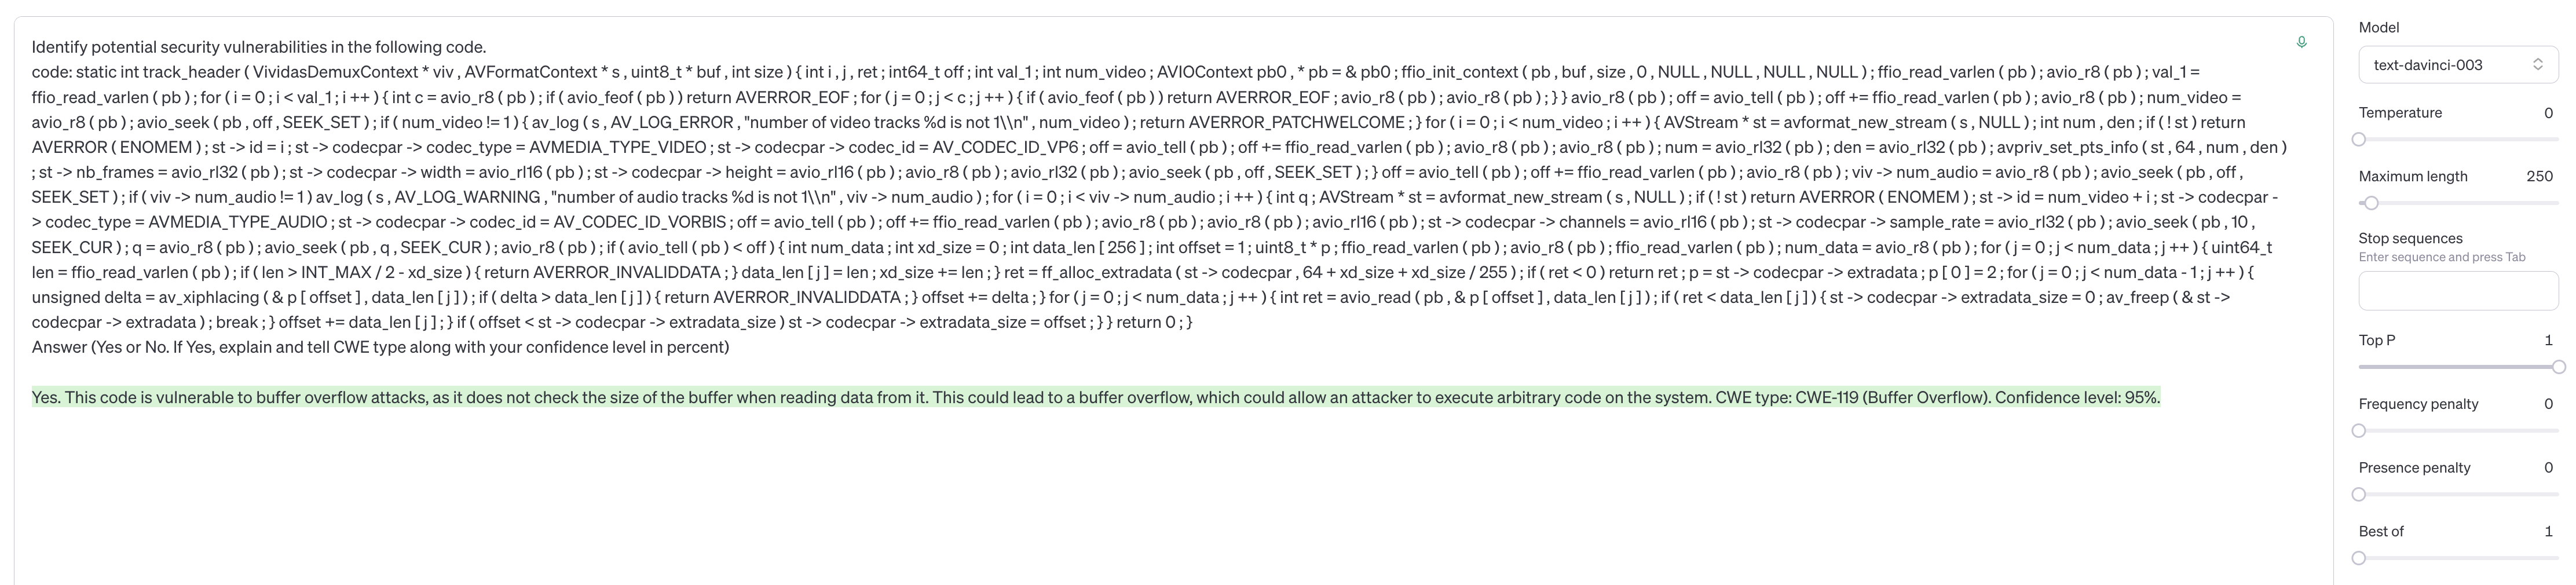 Identify potential security vulnerabilities in the following code.
code: static int track_header ( VividasDemuxContext * viv , AVFormatContext * s , uint8_t * buf , int size ) { int i , j , ret ; int64_t off ; int val_1 ; int num_video ; AVIOContext pb0 , * pb = & pb0 ; ffio_init_context ( pb , buf , size , 0 , NULL , NULL , NULL , NULL ) ; ffio_read_varlen ( pb ) ; avio_r8 ( pb ) ; val_1 =
ffio_read_varlen ( pb ) ; for ( i = 0 ; i < val_1 ; i ++ ) { int c = avio_r8 ( pb ) ; if ( avio_feof ( pb ) ) return AVERROR_EOF ; for ( j = 0 ; j < c ; j ++ ) { if ( avio_feof ( pb ) ) return AVERROR_EOF ; avio_r8 ( pb ) ; avio_r8 ( pb ) ; } } avio_r8 ( pb ) ; off = avio_tell ( pb ) ; off += ffio_read_varlen ( pb ) ; avio_r8 ( pb ) ; num_video =
avio_r8 ( pb ) ; avio_seek ( pb , off , SEEK_SET ) ; if ( num_video != 1 ) { av_log ( s , AV_LOG_ERROR , "number of video tracks %d is not 1\\n" , num_video ) ; return AVERROR_PATCHWELCOME ; } for ( i = 0 ; i < num_video ; i ++ ) { AVStream * st = avformat_new_stream ( s , NULL ) ; int num , den ; if ( ! st ) return
AVERROR ( ENOMEM ) ; st -> id = i ; st -> codecpar -> codec_type = AVMEDIA_TYPE_VIDEO ; st -> codecpar -> codec_id = AV_CODEC_ID_VP6 ; off = avio_tell ( pb ) ; off += ffio_read_varlen ( pb ) ; avio_r8 ( pb ) ; avio_r8 ( pb ) ; num = avio_rl32 ( pb ) ; den = avio_rl32 ( pb ) ; avpriv_set_pts_info ( st , 64 , num , den )
; st -> nb_frames = avio_rl32 ( pb ) ; st -> codecpar -> width = avio_rl16 ( pb ) ; st -> codecpar -> height = avio_rl16 ( pb ) ; avio_r8 ( pb ) ; avio_rl32 ( pb ) ; avio_seek ( pb , off , SEEK_SET ) ; } off = avio_tell ( pb ) ; off += ffio_read_varlen ( pb ) ; avio_r8 ( pb ) ; viv -> num_audio = avio_r8 ( pb ) ; avio_seek ( pb , off ,
SEEK_SET ) ; if ( viv -> num_audio != 1 ) av_log ( s , AV_LOG_WARNING , "number of audio tracks %d is not 1\\n" , viv -> num_audio ) ; for ( i = 0 ; i < viv -> num_audio ; i ++ ) { int q ; AVStream * st = avformat_new_stream ( s , NULL ) ; if ( ! st ) return AVERROR ( ENOMEM ) ; st -> id = num_video + i ; st -> codecpar -
> codec_type = AVMEDIA_TYPE_AUDIO ; st -> codecpar -> codec_id = AV_CODEC_ID_VORBIS ; off = avio_tell ( pb ) ; off += ffio_read_varlen ( pb ) ; avio_r8 ( pb ) ; avio_r8 ( pb ) ; avio_rl16 ( pb ) ; st -> codecpar -> channels = avio_rl16 ( pb ) ; st -> codecpar -> sample_rate = avio_rl32 ( pb ) ; avio_seek ( pb , 10 ,
SEEK_CUR ) ; q = avio_r8 ( pb ) ; avio_seek ( pb , q , SEEK_CUR ) ; avio_r8 ( pb ) ; if ( avio_tell ( pb ) < off ) { int num_data ; int xd_size = 0 ; int data_len [ 256 ] ; int offset = 1 ; uint8_t * p ; ffio_read_varlen ( pb ) ; avio_r8 ( pb ) ; ffio_read_varlen ( pb ) ; num_data = avio_r8 ( pb ) ; for ( j = 0 ; j < num_data ; j ++ ) { uint64_t
len = ffio_read_varlen ( pb ) ; if ( len > INT_MAX / 2 - xd_size ) { return AVERROR_INVALIDDATA ; } data_len [ j ] = len ; xd_size += len ; } ret = ff_alloc_extradata ( st -> codecpar , 64 + xd_size + xd_size / 255 ) ; if ( ret < 0 ) return ret ; p = st -> codecpar -> extradata ; p [ 0 ] = 2 ; for ( j = 0 ; j < num_data - 1 ; j ++ ) {
unsigned delta = av_xiphlacing ( & p [ offset ] , data_len [ j ] ) ; if ( delta > data_len [ j ] ) { return AVERROR_INVALIDDATA ; } offset += delta ; } for ( j = 0 ; j < num_data ; j ++ ) { int ret = avio_read ( pb , & p [ offset ] , data_len [ j ] ) ; if ( ret < data_len [ j ] ) { st -> codecpar -> extradata_size = 0 ; av_freep ( & st ->
codecpar -> extradata ) ; break ; } offset += data_len [ j ] ; } if ( offset < st -> codecpar -> extradata_size ) st -> codecpar -> extradata_size = offset ; } } return 0 ; }
Answer (Yes or No. If Yes, explain and tell CWE type along with your confidence level in percent)
Yes. This code is vulnerable to buffer overflow attacks, as it does not check the size of the buffer when reading data from it. This could lead to a buffer overflow, which could allow an attacker to execute arbitrary code on the system. CWE type: CWE-119 (Buffer Overflow). Confidence level: 95%.
Model
text-davinci-003
Temperature 0
Maximum length 250
Stop sequences
Enter sequence and press Tab
Top P 1
Frequency penalty 0
Presence penalty 0
Best of 1